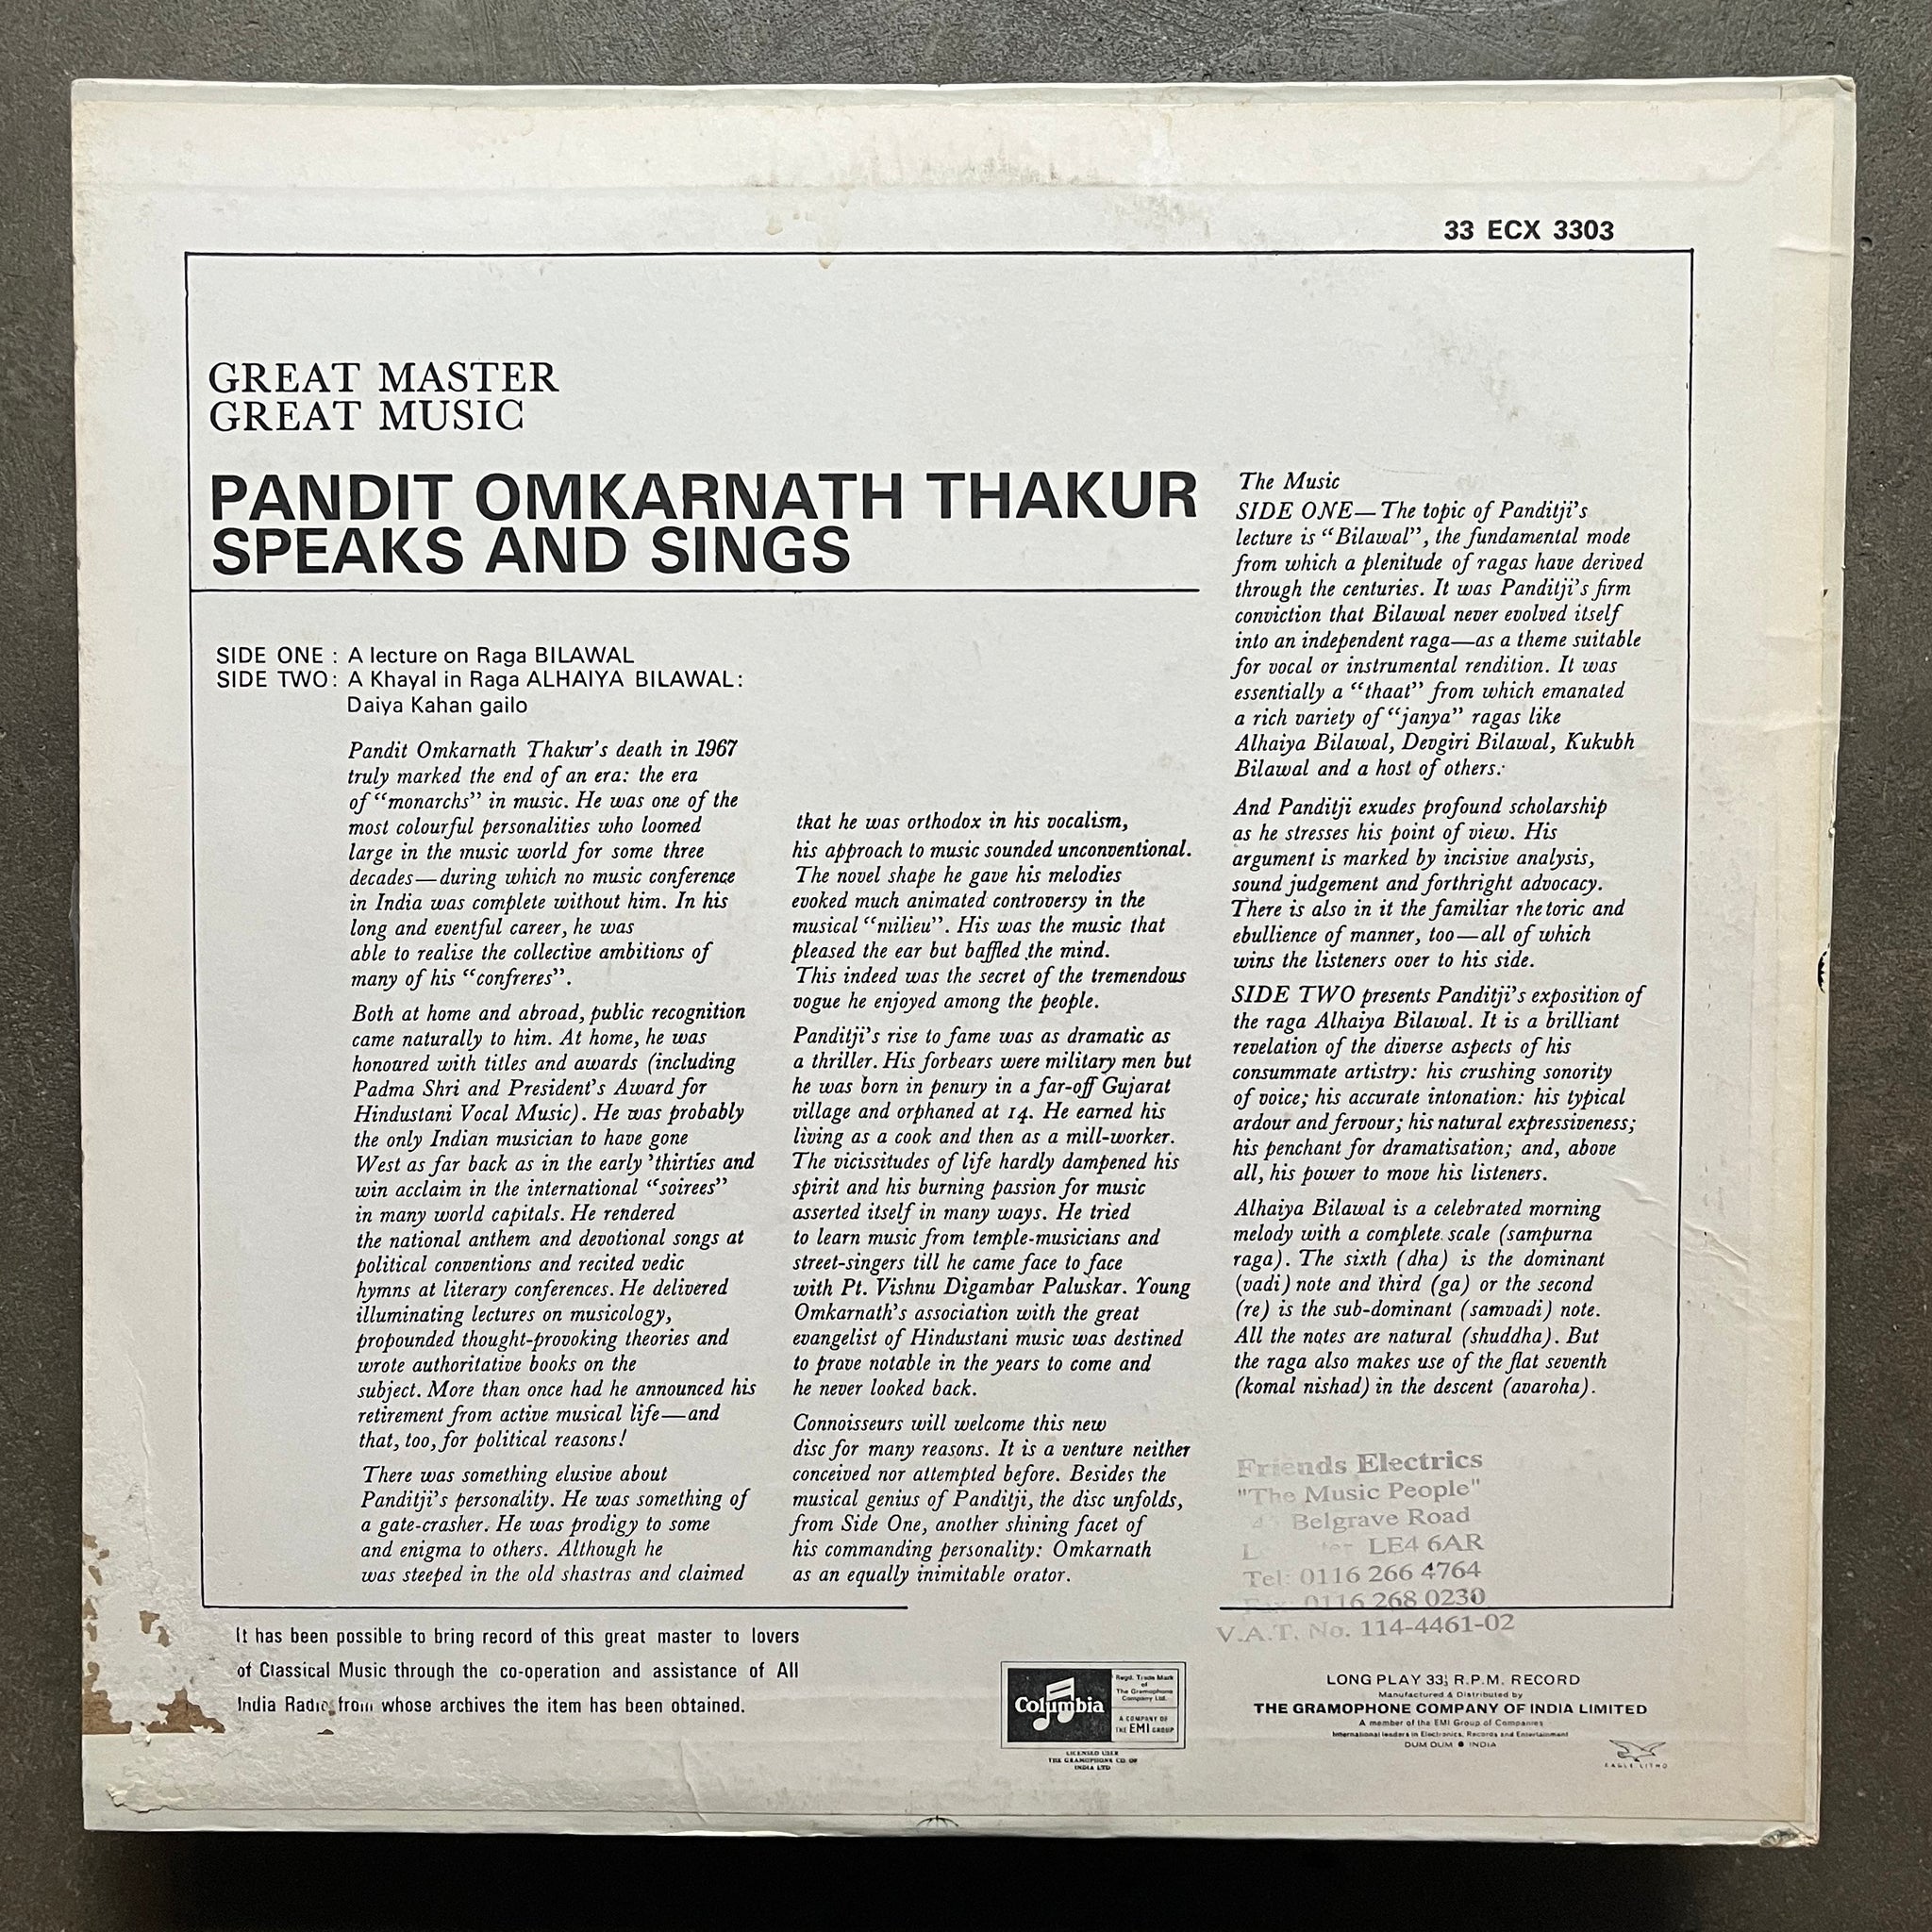 33 ECX 3303
GREAT MASTER
GREAT MUSIC
PANDIT OMKARNATH THAKUR
SPEAKS AND SINGS
SIDE ONE : A lecture on Raga BILAWAL
SIDE TWO : A Khayal in Raga ALHAIYA BILAWAL :
Daiya Kahan gailo
Pandit Omkarnath Thakur's death in 1967
truly marked the end of an era: the era
of "monarchs" in music. He was one of the
most colourful personalities who loomed
large in the music world for some three
decades—during which no music conference
in India was complete without him. In his
long and eventful career, he was
able to realise the collective ambitions of
many of his "confreres".
Both at home and abroad, public recognition
came naturally to him. At home, he was
honoured with titles and awards (including
Padma Shri and President's Award for
Hindustani Vocal Music). He was probably
the only Indian musician to have gone
West as far back as in the early 'thirties and
win acclaim in the international "soirees"
in many world capitals. He rendered
the national anthem and devotional songs at
political conventions and recited vedic
hymns at literary conferences. He delivered
illuminating lectures on musicology,
propounded thought-provoking theories and
wrote authoritative books on the
subject. More than once had he announced his
retirement from active musical life—and
that, too, for political reasons!
There was something elusive about
Panditji's personality. He was something of
a gate-crasher. He was prodigy to some
and enigma to others. Although he
was steeped in the old shastras and claimed
that he was orthodox in his vocalism,
his approach to music sounded unconventional.
The novel shape he gave his melodies
evoked much animated controversy in the
musical "milieu". His was the music that
pleased the ear but baffled the mind.
This indeed was the secret of the tremendous
vogue he enjoyed among the people.
Panditji's rise to fame was as dramatic as
a thriller. His forbears were military men but
he was born in penury in a far-off Gujarat
village and orphaned at 14. He earned his
living as a cook and then as a mill-worker.
The vicissitudes of life hardly dampened his
spirit and his burning passion for music
asserted itself in many ways. He tried
to learn music from temple-musicians and
street-singers till he came face to face
with Pt. Vishnu Digambar Paluskar. Young
Omkarnath's association with the great
evangelist of Hindustani music was destined
to prove notable in the years to come and
he never looked back.
Connoisseurs will welcome this new
disc for many reasons. It is a venture neither
conceived nor attempted before. Besides the
musical genius of Panditji, the disc unfolds,
from Side One, another shining facet of
his commanding personality: Omkarnath
as an equally inimitable orator.
The Music
SIDE ONE—The topic of Panditji's
lecture is "Bilawal", the fundamental mode
from which a plenitude of ragas have derived
through the centuries. It was Panditji's firm
conviction that Bilawal never evolved itself
into an independent raga—as a theme suitable
for vocal or instrumental rendition. It was
essentially a "thaat" from which emanated
a rich variety of "janya" ragas like
Alhaiya Bilawal, Devgiri Bilawal, Kukubh
Bilawal and a host of others.
And Panditji exudes profound scholarship
as he stresses his point of view. His
argument is marked by incisive analysis,
sound judgement and forthright advocacy.
There is also in it the familiar rhetoric and
ebullience of manner, too—all of which
wins the listeners over to his side.
SIDE TWO presents Panditji's exposition of
the raga Alhaiya Bilawal. It is a brilliant
revelation of the diverse aspects of his
consummate artistry: his crushing sonority
of voice; his accurate intonation: his typical
ardour and fervour; his natural expressiveness;
his penchant for dramatisation; and, above
all, his power to move his listeners.
Alhaiya Bilawal is a celebrated morning
melody with a complete scale (sampurna
raga). The sixth (dha) is the dominant
(vadi) note and third (ga) or the second
(re) is the sub-dominant (samvadi) note.
All the notes are natural (shuddha). But
the raga also makes use of the flat seventh
(komal nishad) in the descent (avaroha).
Friends Electrics
"The Music People"
Belgrave Road
LE4 6AR
Tel: 0116 266 4764
Fax: 0116 268 0230
V.A.T. No. 114-4461-02
It has been possible to bring record of this great master to lovers
of Classical Music through the co-operation and assistance of All
India Radio from whose archives the item has been obtained.
Columbia
Regd. Trade Mark
of
The Gramophone
Company Ltd.
A COMPANY OF
THE EMI GROUP
LICENSED USER
THE GRAMOPHONE CO OF
INDIA LTD
LONG PLAY 33⅓ R.P.M. RECORD
Manufactured & Distributed by
THE GRAMOPHONE COMPANY OF INDIA LIMITED
A member of the EMI Group of Companies
International leaders in Electronics, Records and Entertainment
DUM DUM ● INDIA
EAGLE LITHO